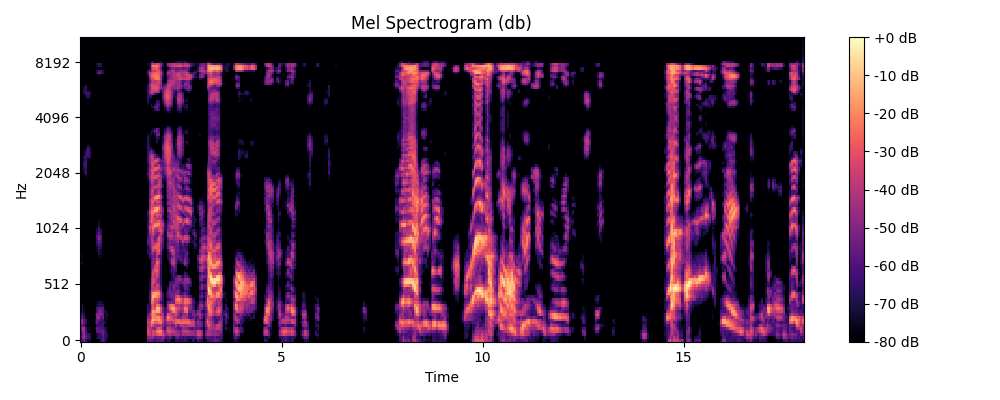 Mel Spectrogram (db)
Hz
8192
4096
2048
1024
512
0
0
5
10
15
Time
+0 dB
-10 dB
-20 dB
-30 dB
-40 dB
-50 dB
-60 dB
-70 dB
-80 dB